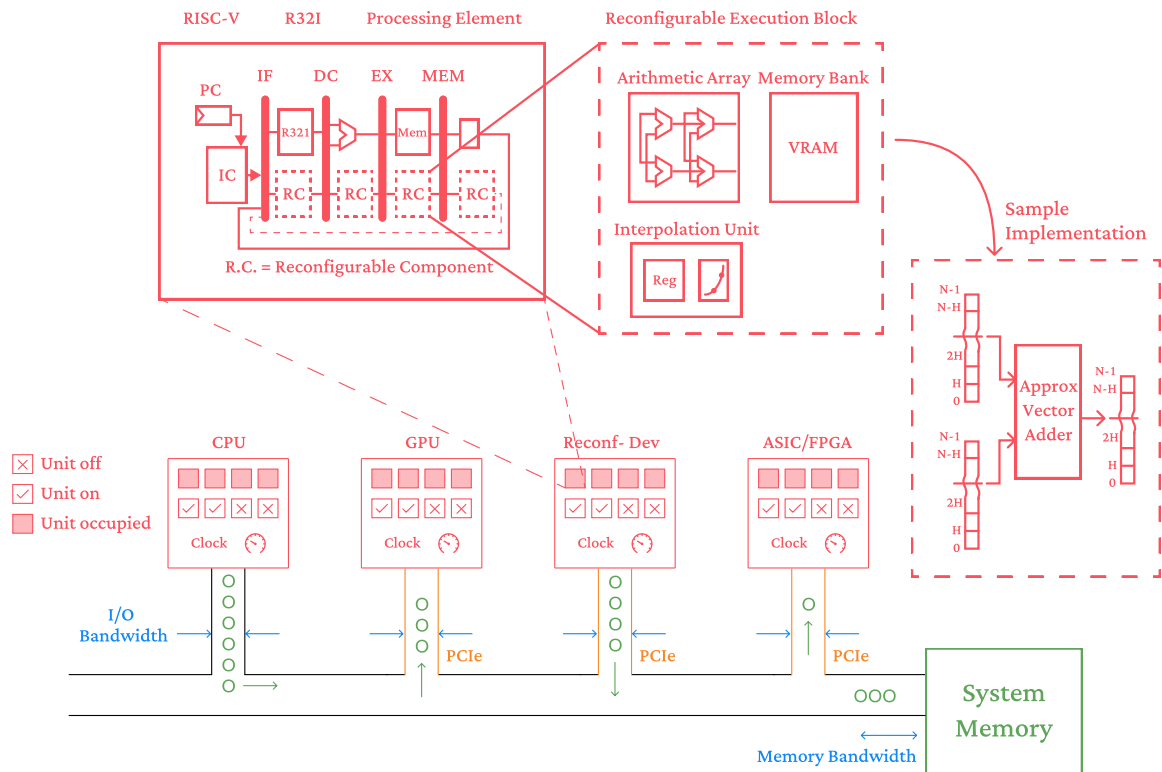 RISC-V R32I Processing Element
Reconfigurable Execution Block
IF DC EX MEM
PC
R321
Mem
IC
RC RC RC RC
R.C. = Reconfigurable Component
Arithmetic Array Memory Bank
VRAM
Interpolation Unit
Reg
Sample
Implementation
N-1
N-H
2H
H
0
N-1
N-H
2H
H
0
Approx
Vector
Adder
N-1
N-H
2H
H
0
Unit off
Unit on
Unit occupied
CPU
Clock
GPU
Clock
Reconf- Dev
Clock
ASIC/FPGA
Clock
I/O
Bandwidth
PCIe
PCIe
PCIe
System
Memory
Memory Bandwidth